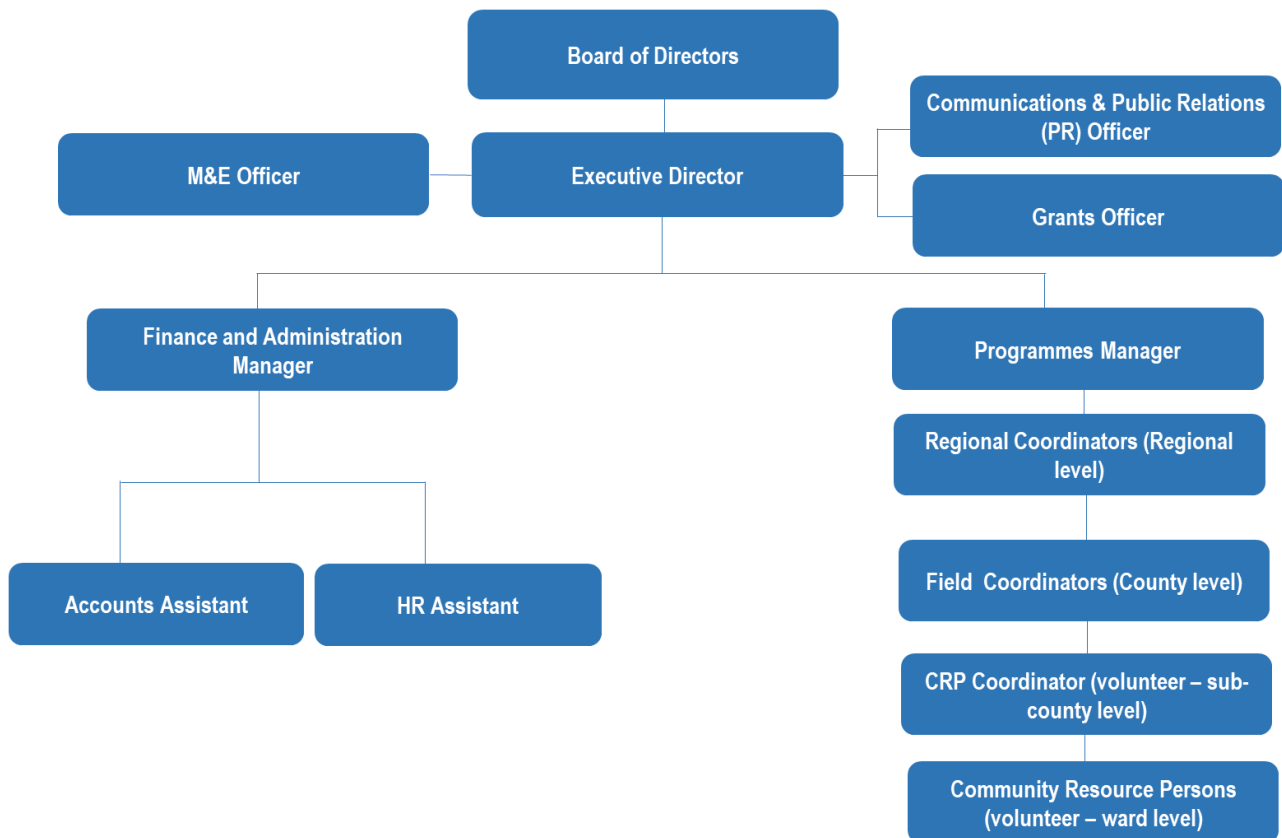 Board of Directors
Communications & Public Relations
(PR) Officer
M&E Officer
Executive Director
Grants Officer
Finance and Administration
Manager
Programmes Manager
Regional Coordinators (Regional
level)
Field  Coordinators (County level)
Accounts Assistant
HR Assistant
CRP Coordinator (volunteer – sub-
county level)
Community Resource Persons
(volunteer – ward level)